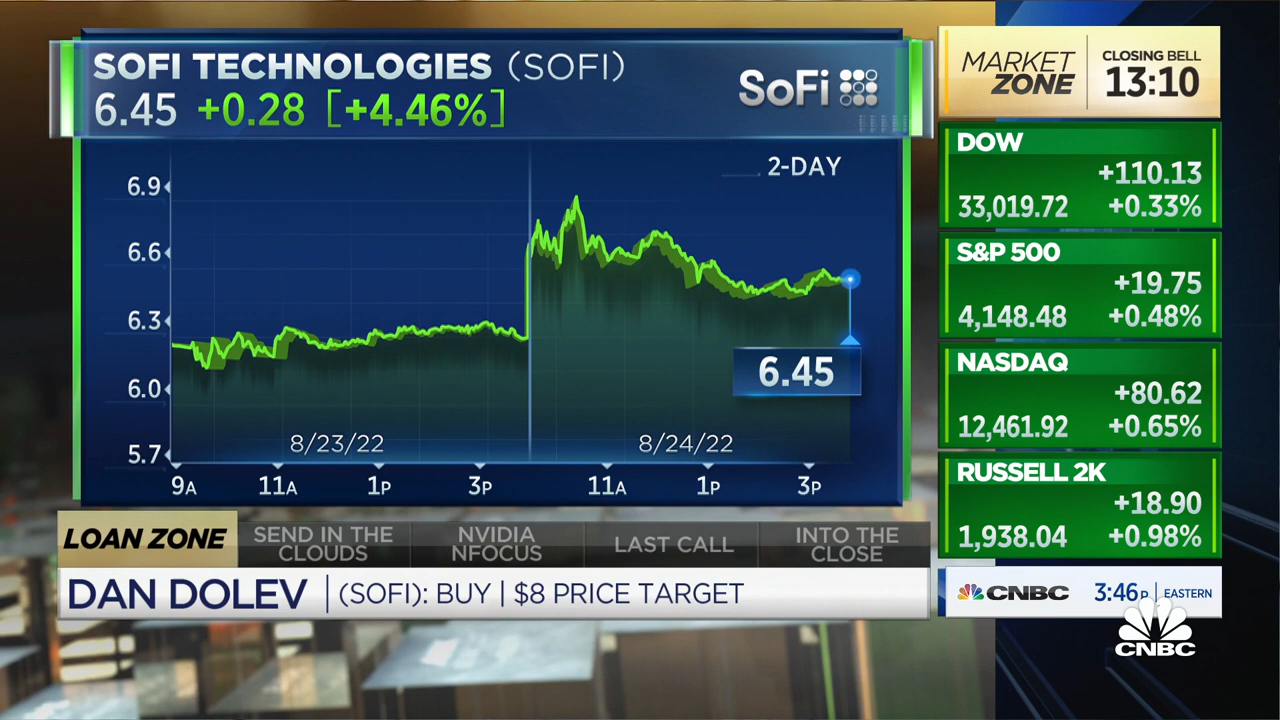 SOFI TECHNOLOGIES (SOFI)
6.45 +0.28 [+4.46%]
SoFi
2-DAY
6.9
6.6
6.3
6.0
5.7
6.45
8/23/22
8/24/22
9A 11A 1P 3P 11A 1P 3P
MARKET
ZONE
CLOSING BELL
13:10
DOW
+110.13
33,019.72 +0.33%
S&P 500
+19.75
4,148.48 +0.48%
NASDAQ
+80.62
12,461.92 +0.65%
RUSSELL 2K
+18.90
1,938.04 +0.98%
LOAN ZONE
SEND IN THE
CLOUDS
NVIDIA
NFOCUS
LAST CALL
INTO THE
CLOSE
DAN DOLEV | (SOFI): BUY | $8 PRICE TARGET
CNBC 3:46P | EASTERN
CNBC